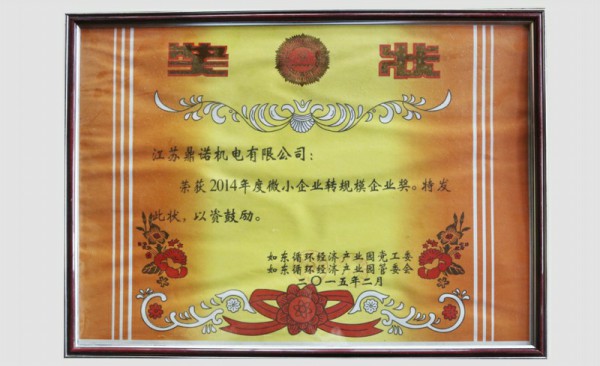 奖 状
江苏鼎诺机电有限公司：
荣获2014年度微小企业转规模企业奖。特发
此状，以资鼓励。
如东循环经济产业园党工委
如东循环经济产业园管委会
二〇一五年二月